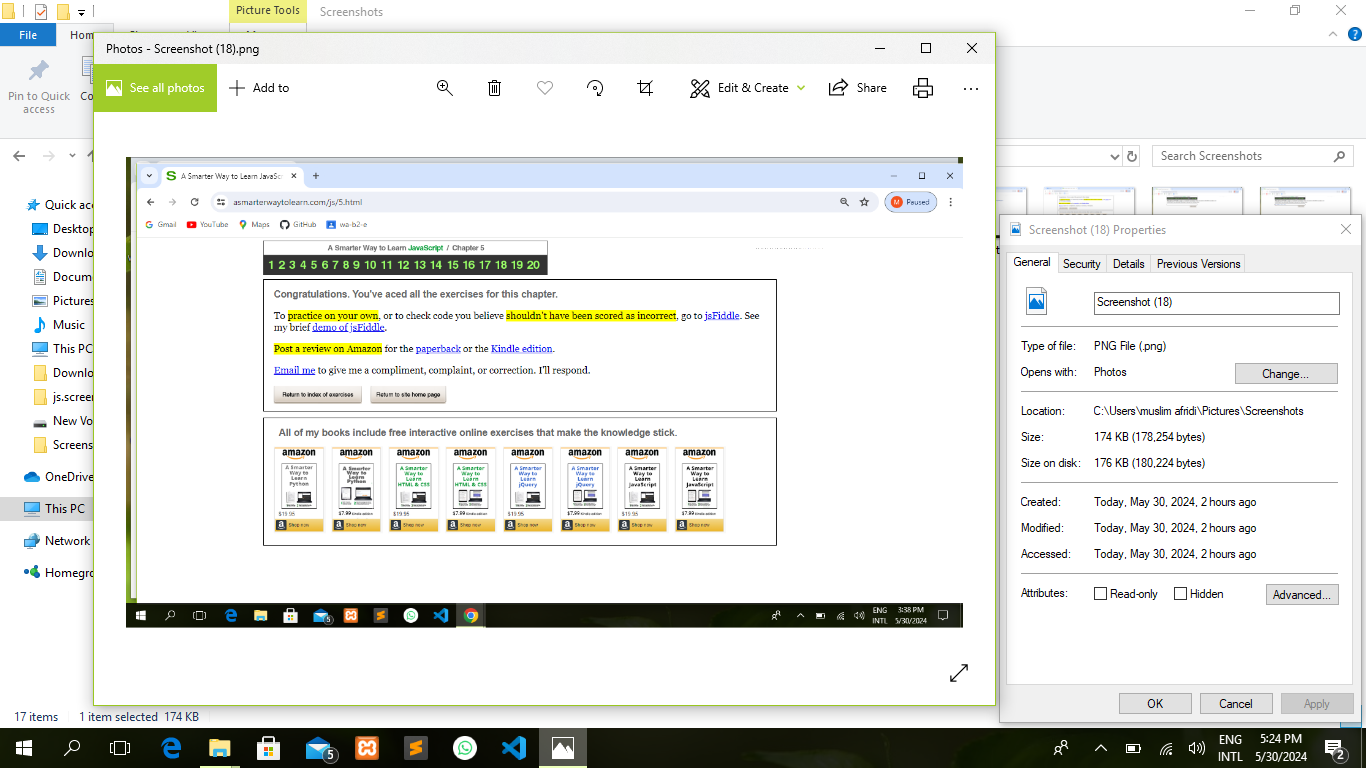 Picture Tools
Screenshots
File
Hom
Pin to Quick
access
Co
Photos - Screenshot (18).png
See all photos
Add to
Edit & Create
Share
Search Screenshots
Quick acc
Desktop
Downlo
Docum
Pictures
Music
This PC
Downlo
js.screen
New Vo
Screens
OneDrive
This PC
Network
Homegro
A Smarter Way to Learn JavaSc
asmarterwaytolearn.com/js/5.html
M Paused
Gmail YouTube Maps GitHub wa-b2-e
A Smarter Way to Learn JavaScript / Chapter 5
1 2 3 4 5 6 7 8 9 10 11 12 13 14 15 16 17 18 19 20
Congratulations. You've aced all the exercises for this chapter.
To practice on your own, or to check code you believe shouldn't have been scored as incorrect, go to jsFiddle. See
my brief demo of jsFiddle.
Post a review on Amazon for the paperback or the Kindle edition.
Email me to give me a compliment, complaint, or correction. I'll respond.
Return to index of exercises Return to site home page
All of my books include free interactive online exercises that make the knowledge stick.
amazon amazon amazon amazon amazon amazon amazon amazon
A Smarter Way to Learn Python
A Smarter Way to Learn Python
A Smarter Way to Learn HTML & CSS
A Smarter Way to Learn HTML & CSS
A Smarter Way to Learn jQuery
A Smarter Way to Learn jQuery
A Smarter Way to Learn JavaScript
A Smarter Way to Learn JavaScript
$19.95 $7.99 Kindle edition $19.95 $7.99 Kindle edition $19.95 $7.99 Kindle edition $19.95 $7.99 Kindle edition
Shop now Shop now Shop now Shop now Shop now Shop now Shop now Shop now
5
ENG
INTL
3:38 PM
5/30/2024
Screenshot (18) Properties
General Security Details Previous Versions
Screenshot (18)
Type of file: PNG File (.png)
Opens with: Photos Change...
Location: C:\Users\muslim afridi\Pictures\Screenshots
Size: 174 KB (178,254 bytes)
Size on disk: 176 KB (180,224 bytes)
Created: Today, May 30, 2024, 2 hours ago
Modified: Today, May 30, 2024, 2 hours ago
Accessed: Today, May 30, 2024, 2 hours ago
Attributes: Read-only Hidden Advanced...
OK Cancel Apply
17 items 1 item selected 174 KB
5
ENG
INTL
5:24 PM
5/30/2024
2